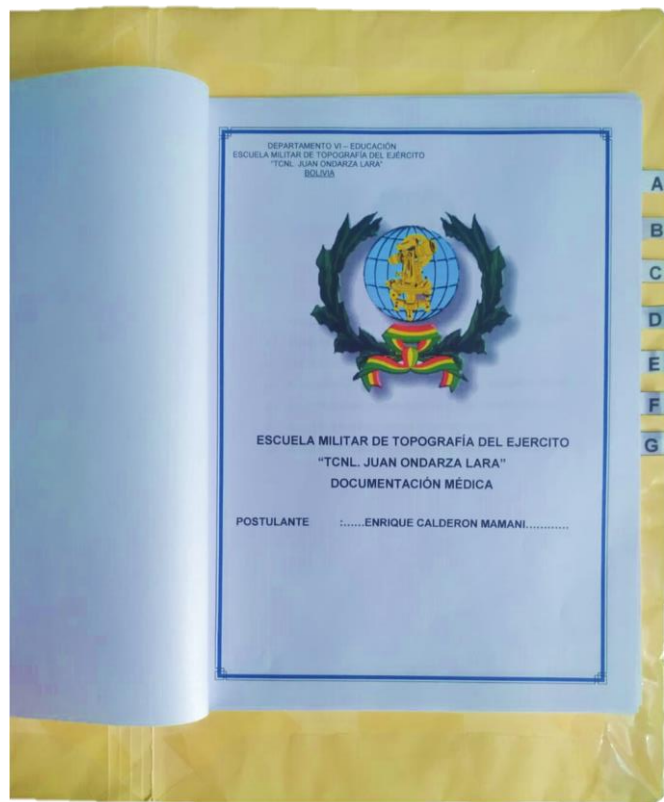 DEPARTAMENTO VI – EDUCACIÓN
ESCUELA MILITAR DE TOPOGRAFÍA DEL EJÉRCITO
"TCNL. JUAN ONDARZA LARA"
BOLIVIA
ESCUELA MILITAR DE TOPOGRAFÍA DEL EJERCITO
“TCNL. JUAN ONDARZA LARA”
DOCUMENTACIÓN MÉDICA
POSTULANTE :......ENRIQUE CALDERON MAMANI...........
A
B
C
D
E
F
G